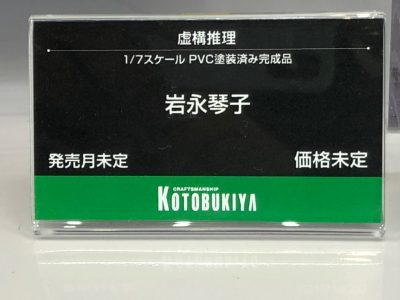 虚構推理
1/7スケール PVC塗装済み完成品
岩永琴子
発売月未定 価格未定
CRAFTSMANSHIP
KOTOBUKIYA